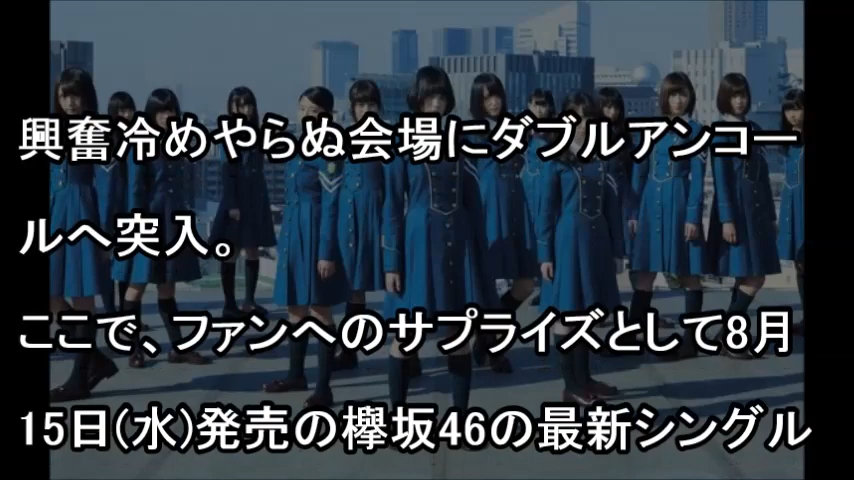 興奮冷めやらぬ会場にダブルアンコー
ルへ突入。
ここで、ファンへのサプライズとして8月
15日(水)発売の欅坂46の最新シングル